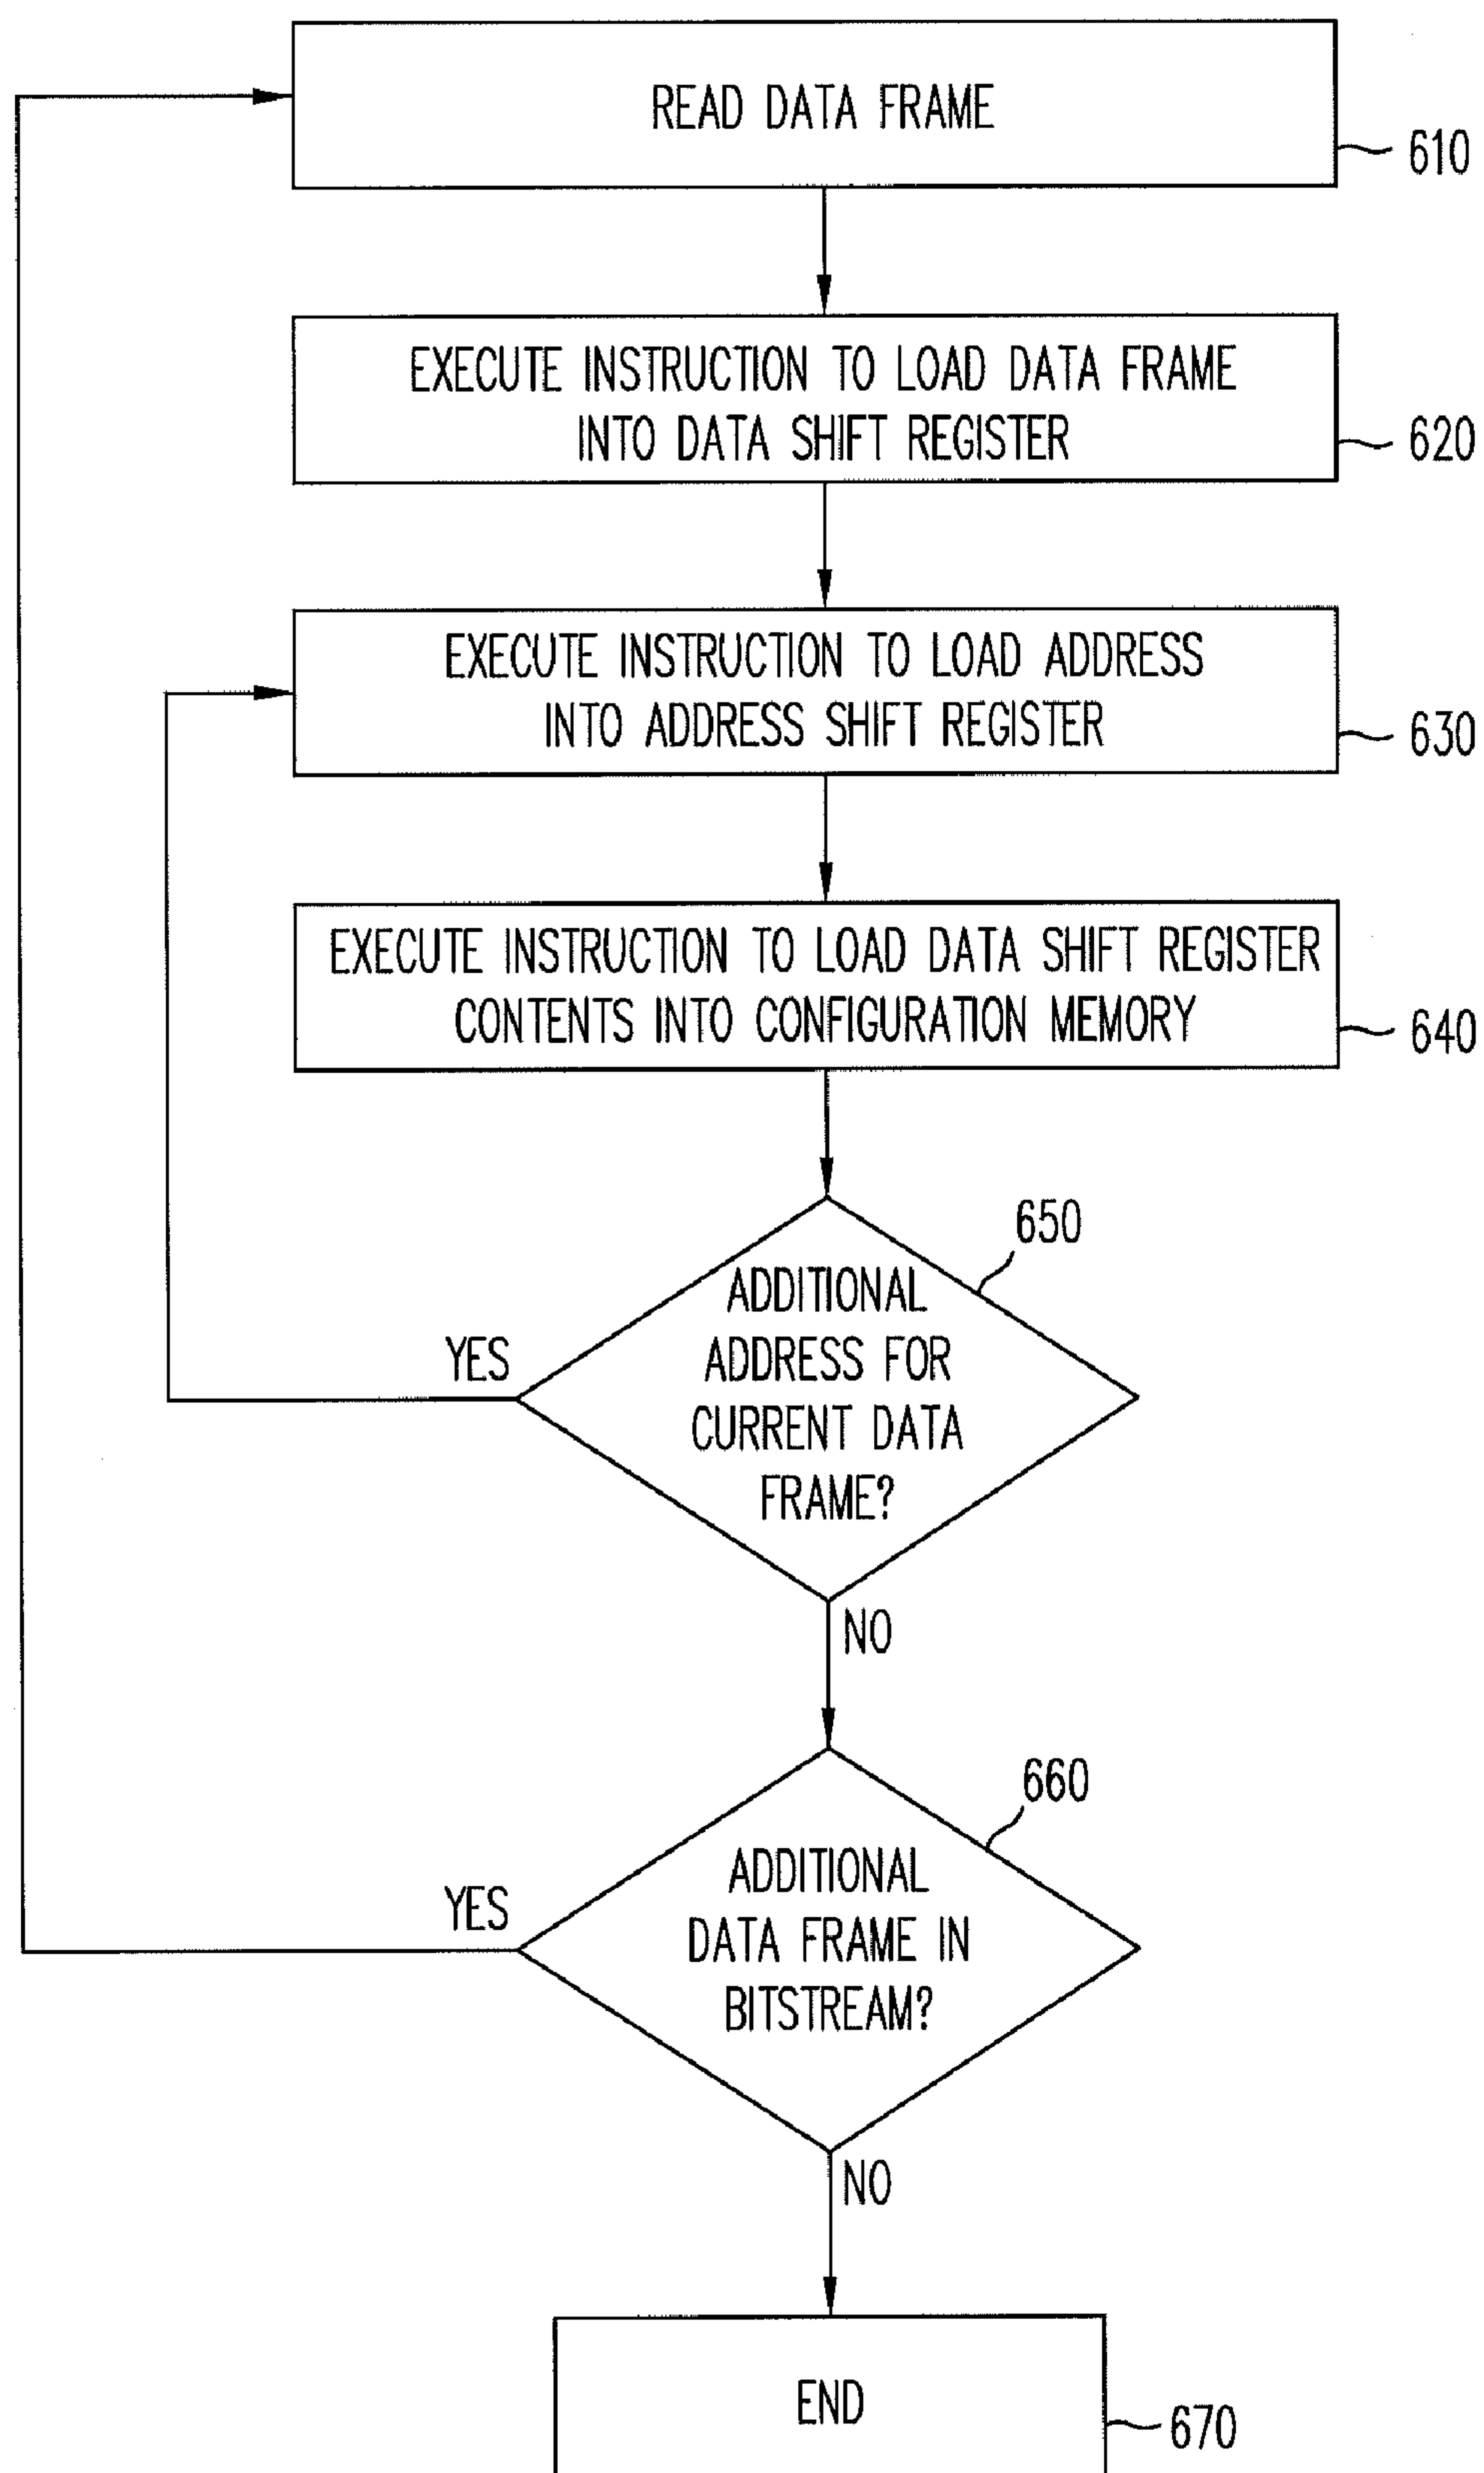 READ DATA FRAME
610
EXECUTE INSTRUCTION TO LOAD DATA FRAME
INTO DATA SHIFT REGISTER
620
EXECUTE INSTRUCTION TO LOAD ADDRESS
INTO ADDRESS SHIFT REGISTER
630
EXECUTE INSTRUCTION TO LOAD DATA SHIFT REGISTER
CONTENTS INTO CONFIGURATION MEMORY
640
650
ADDITIONAL
ADDRESS FOR
CURRENT DATA
FRAME?
YES
NO
660
ADDITIONAL
DATA FRAME IN
BITSTREAM?
YES
NO
END
670